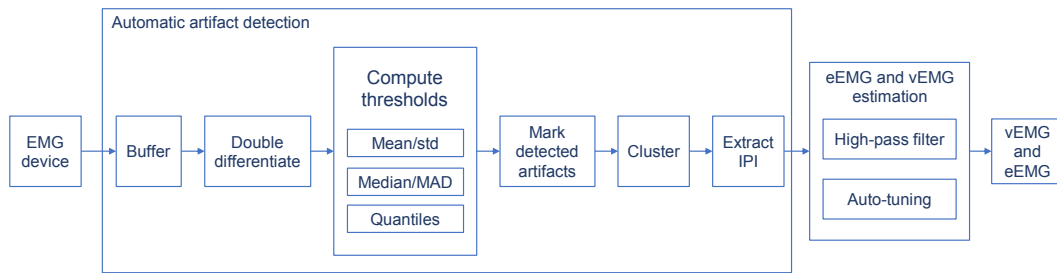 Automatic artifact detection
EMG
device
Buffer
Double
differentiate
Compute
thresholds
Mean/std
Median/MAD
Quantiles
Mark
detected
artifacts
Cluster
Extract
IPI
eEMG and vEMG
estimation
High-pass filter
Auto-tuning
vEMG
and
eEMG